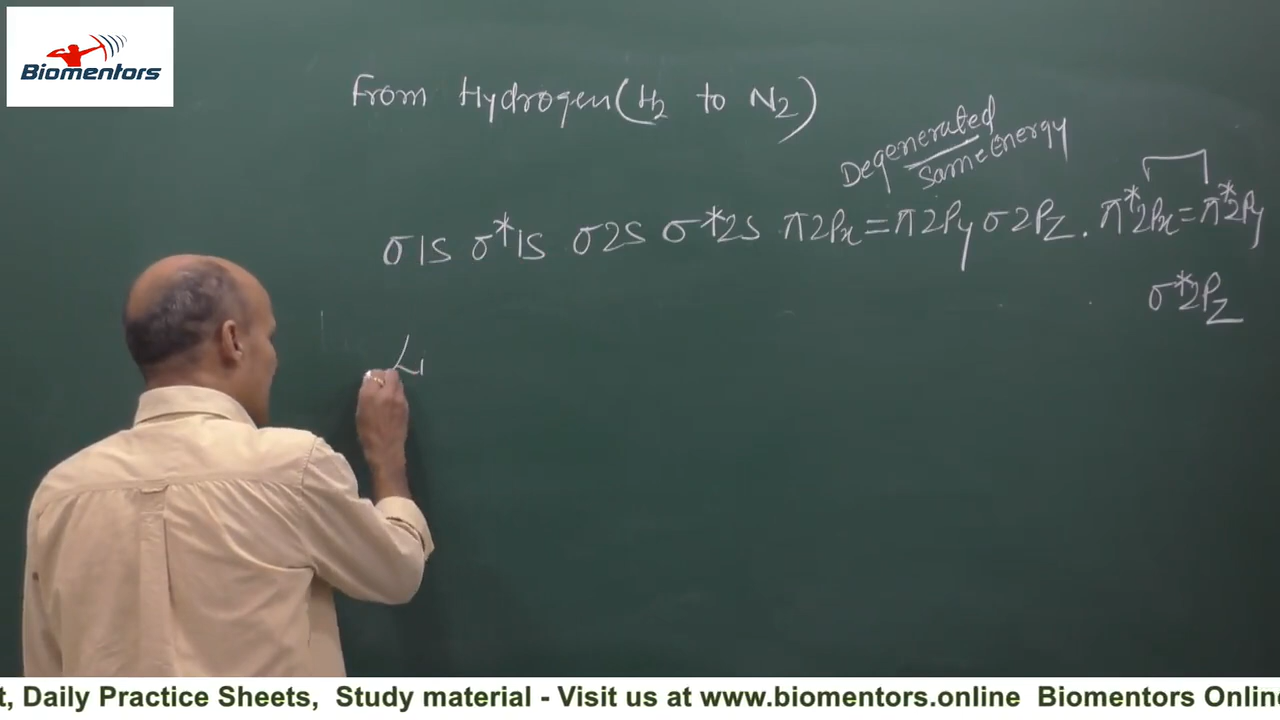 Biomentors
From Hydrogen (H₂ to N₂)
Degenerated
Same Energy
σ1s σ*1s σ2s σ*2s π2Px = π2Py σ2Pz . π*2Px = π*2Py
σ*2Pz
Li
t, Daily Practice Sheets, Study material - Visit us at www.biomentors.online Biomentors Onlin